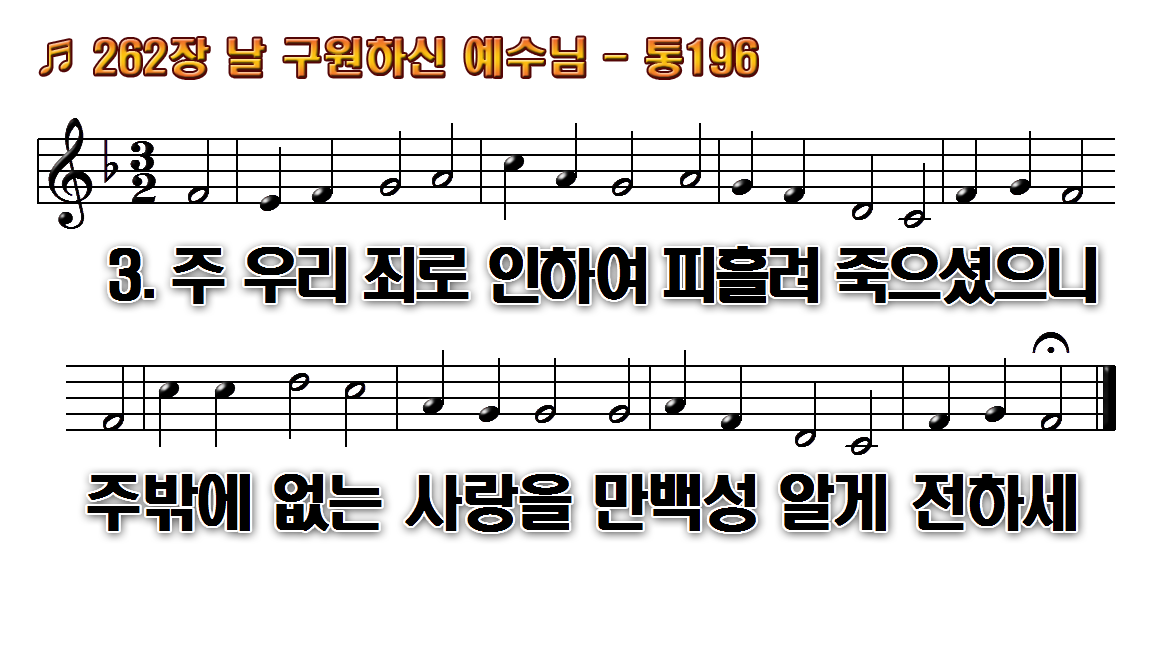 ♬ 262장 날 구원하신 예수님 - 통196
3. 주 우리 죄로 인하여 피흘려 죽으셨으니
주밖에 없는 사랑을 만백성 알게 전하세